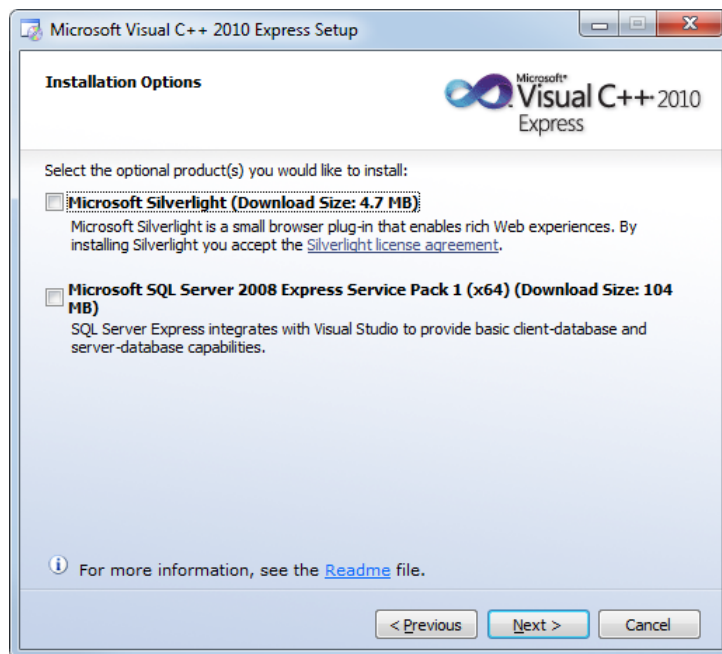 Microsoft Visual C++ 2010 Express Setup
Installation Options
Microsoft®
Visual C++ 2010
Express
Select the optional product(s) you would like to install:
Microsoft Silverlight (Download Size: 4.7 MB)
Microsoft Silverlight is a small browser plug-in that enables rich Web experiences. By
installing Silverlight you accept the Silverlight license agreement.
Microsoft SQL Server 2008 Express Service Pack 1 (x64) (Download Size: 104
MB)
SQL Server Express integrates with Visual Studio to provide basic client-database and
server-database capabilities.
For more information, see the Readme file.
< Previous
Next >
Cancel